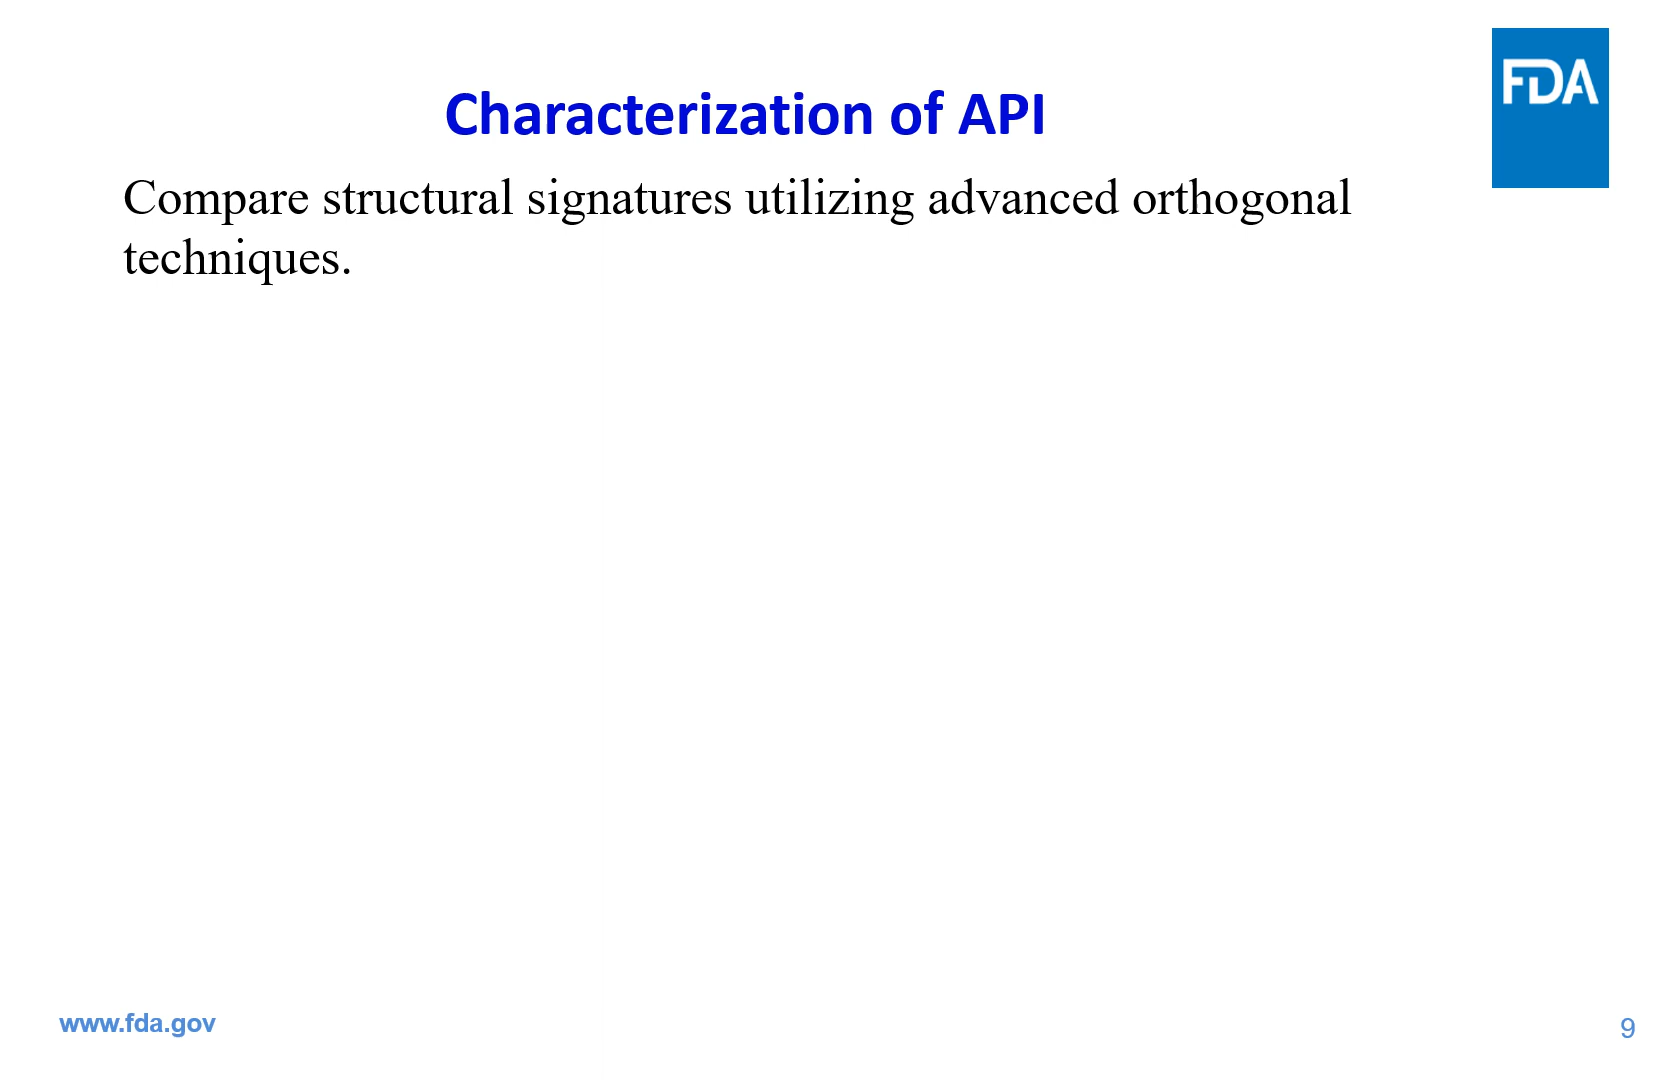 FDA
Characterization of API
Compare structural signatures utilizing advanced orthogonal
techniques.
www.fda.gov
9